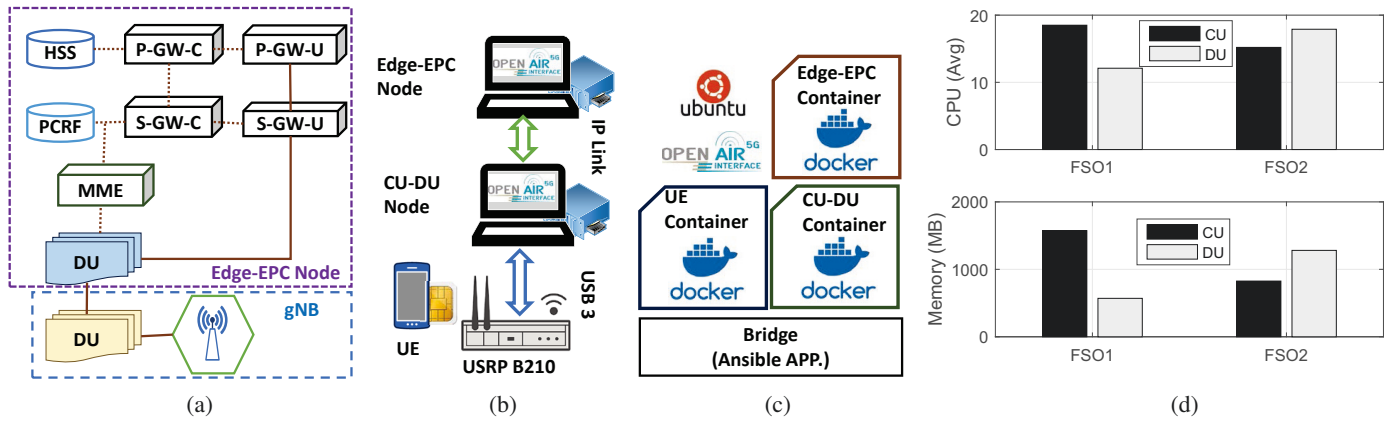 HSS
P-GW-C
P-GW-U
PCRF
S-GW-C
S-GW-U
MME
DU
Edge-EPC Node
DU
gNB
(a)
Edge-EPC
Node
OPEN AIR 5G
INTERFACE
IP Link
CU-DU
Node
OPEN AIR 5G
INTERFACE
USB 3
UE
USRP B210
(b)
ubuntu
OPEN AIR 5G
INTERFACE
Edge-EPC
Container
docker
UE
Container
docker
CU-DU
Container
docker
Bridge
(Ansible APP.)
(c)
CPU (Avg)
20
10
0
CU
DU
FSO1
FSO2
Memory (MB)
2000
1000
0
CU
DU
FSO1
FSO2
(d)